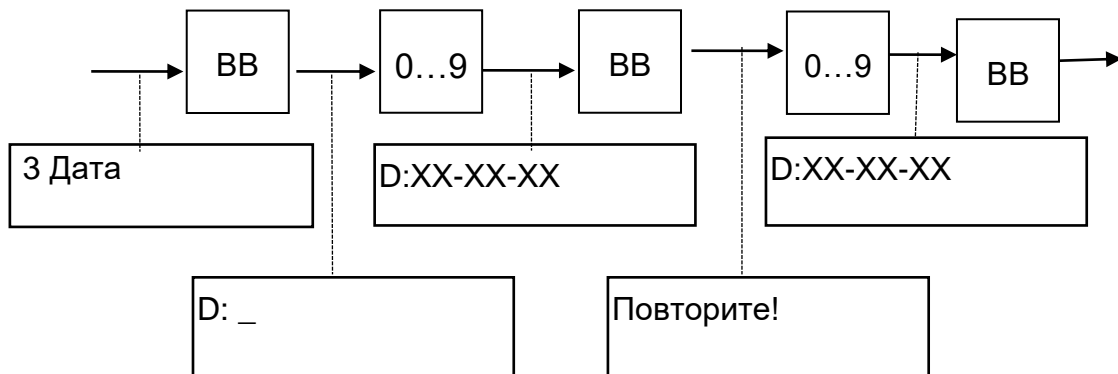 ВВ
0...9
ВВ
0...9
ВВ
3 Дата
D:XX-XX-XX
D:XX-XX-XX
D: _
Повторите!